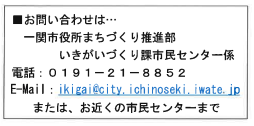 ■お問い合わせは…
一関市役所まちづくり推進部
いきがいづくり課市民センター係
電話：０１９１－２１－８８５２
E-Mail：ikigai@city.ichinoseki.iwate.jp
または、お近くの市民センターまで